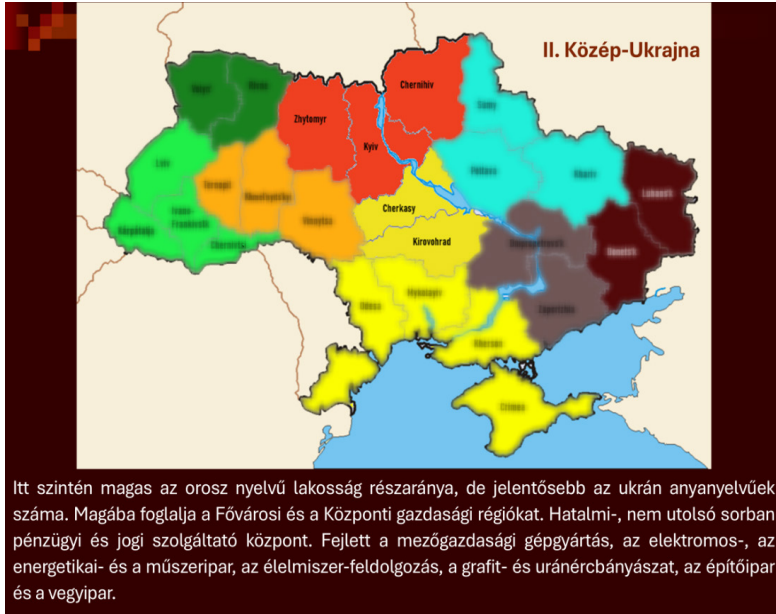 II. Közép-Ukrajna
Chernihiv
Zhytomyr
Kyiv
Cherkasy
Kirovohrad
Itt szintén magas az orosz nyelvű lakosság részaránya, de jelentősebb az ukrán anyanyelvűek
száma. Magába foglalja a Fővárosi és a Központi gazdasági régiókat. Hatalmi-, nem utolsó sorban
pénzügyi és jogi szolgáltató központ. Fejlett a mezőgazdasági gépgyártás, az elektromos-, az
energetikai- és a műszeripar, az élelmiszer-feldolgozás, a grafit- és uránércbányászat, az építőipar
és a vegyipar.